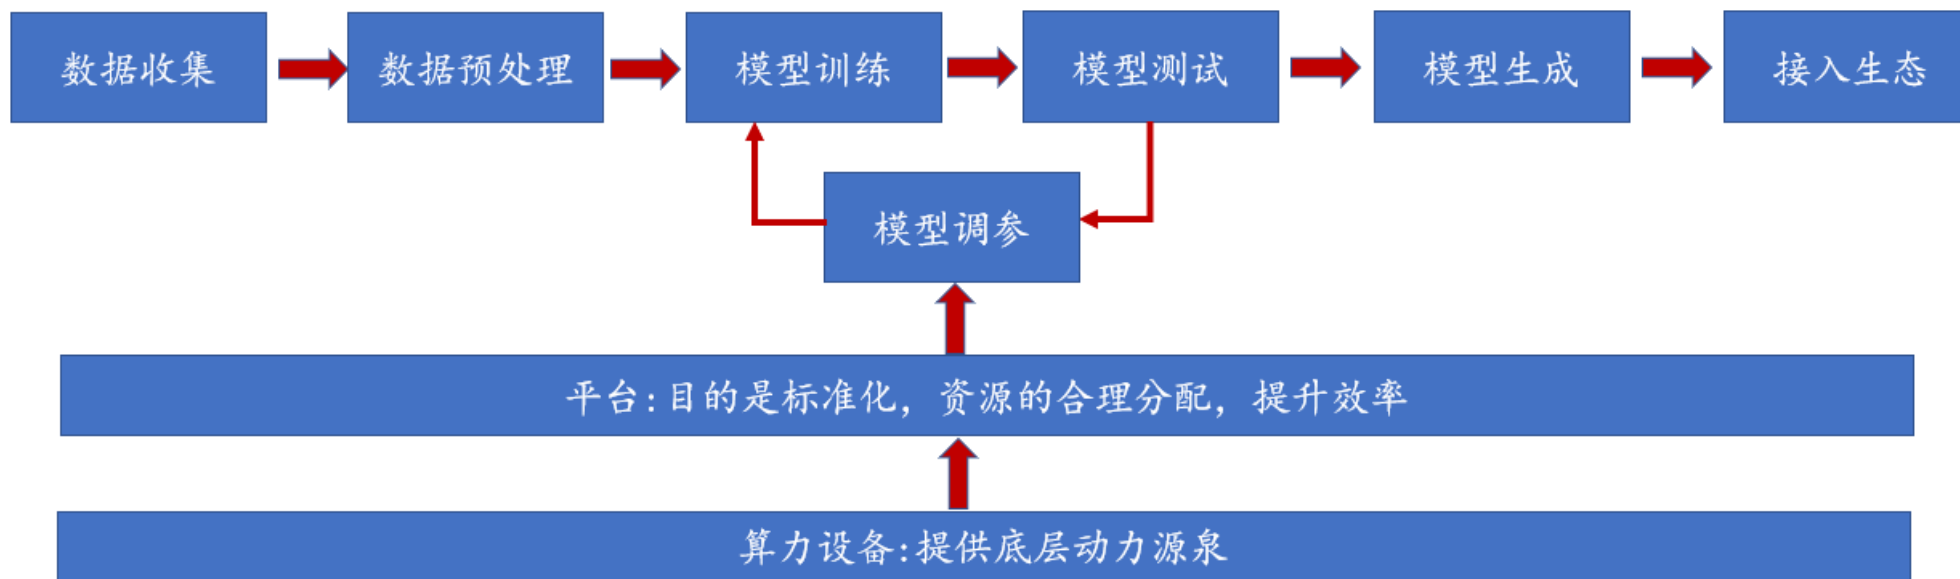 数据收集
数据预处理
模型训练
模型测试
模型生成
接入生态
模型调参
平台:目的是标准化，资源的合理分配，提升效率
算力设备:提供底层动力源泉